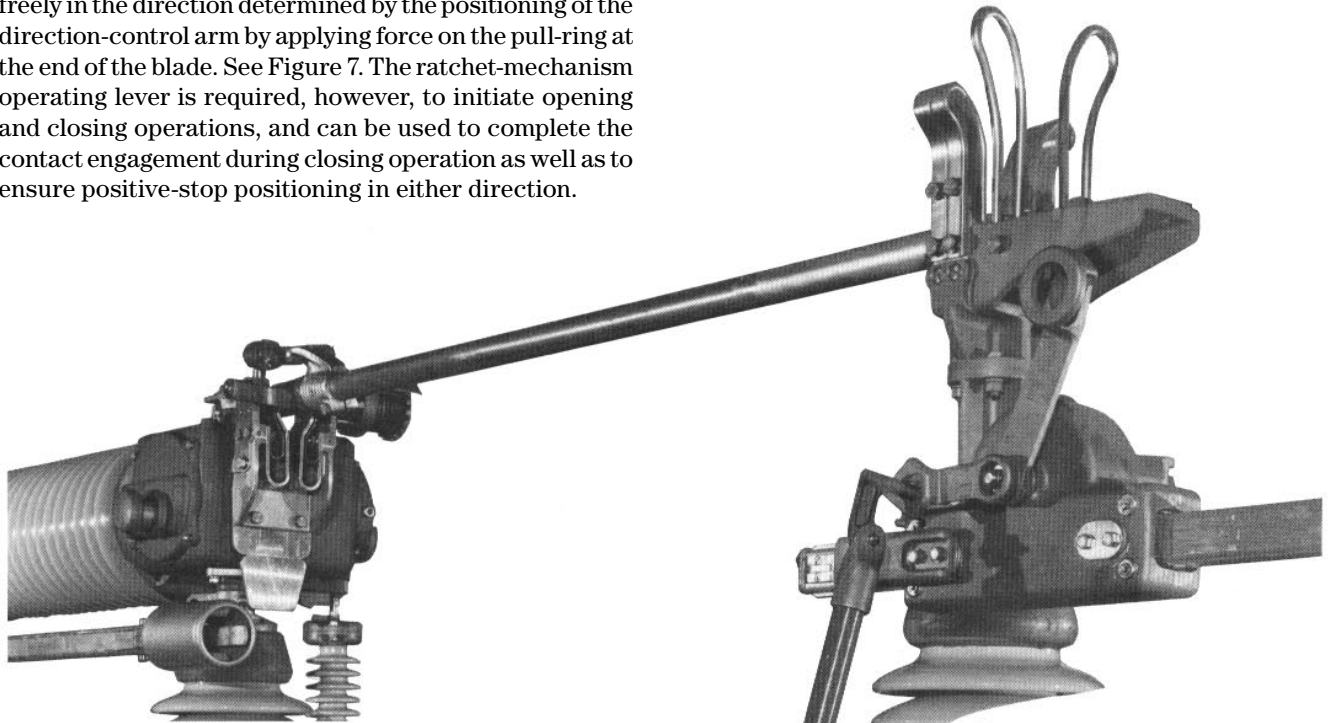 freely in the direction determined by the positioning of the
direction-control arm by applying force on the pull-ring at
the end of the blade. See Figure 7. The ratchet-mechanism
operating lever is required, however, to initiate opening
and closing operations, and can be used to complete the
contact engagement during closing operation as well as to
ensure positive-stop positioning in either direction.